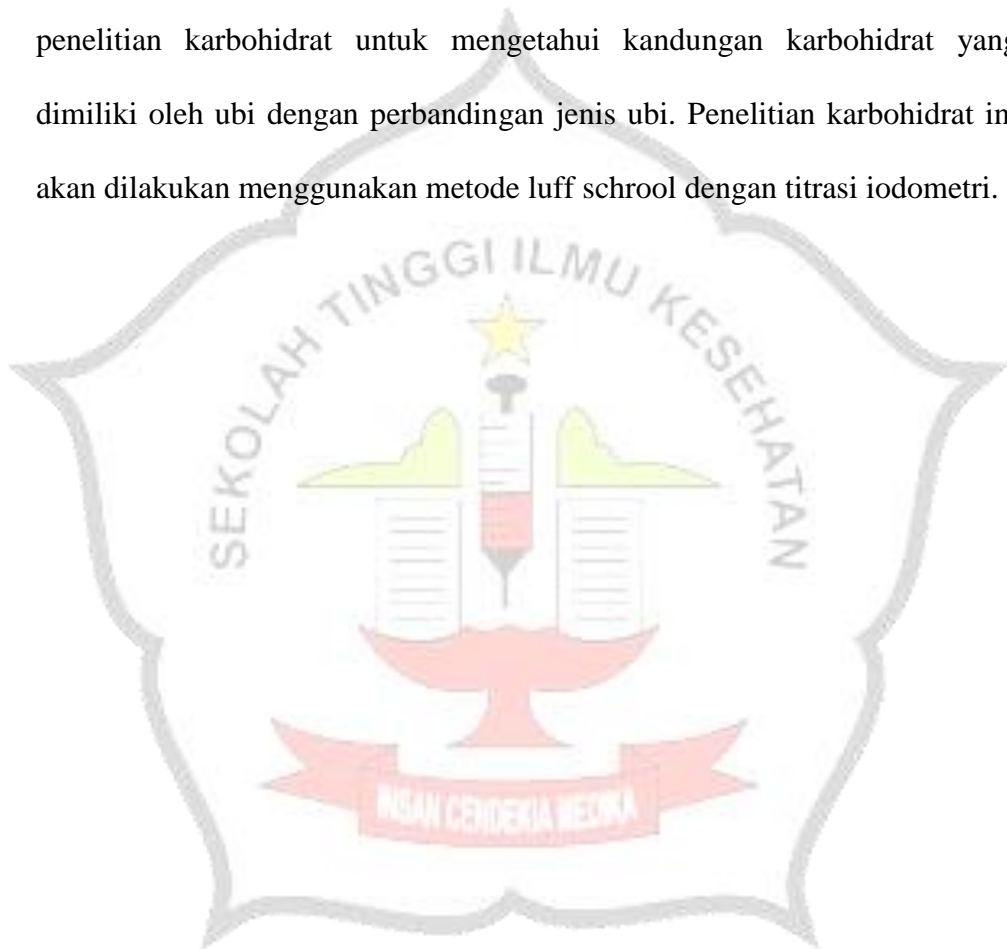 penelitian karbohidrat untuk mengetahui kandungan karbohidrat yang
dimiliki oleh ubi dengan perbandingan jenis ubi. Penelitian karbohidrat in
akan dilakukan menggunakan metode luff schrool dengan titrasi iodometri.
SEKOLAH TINGGI ILMU KESEHATAN
INSAN CENDEKIA MEDIKA